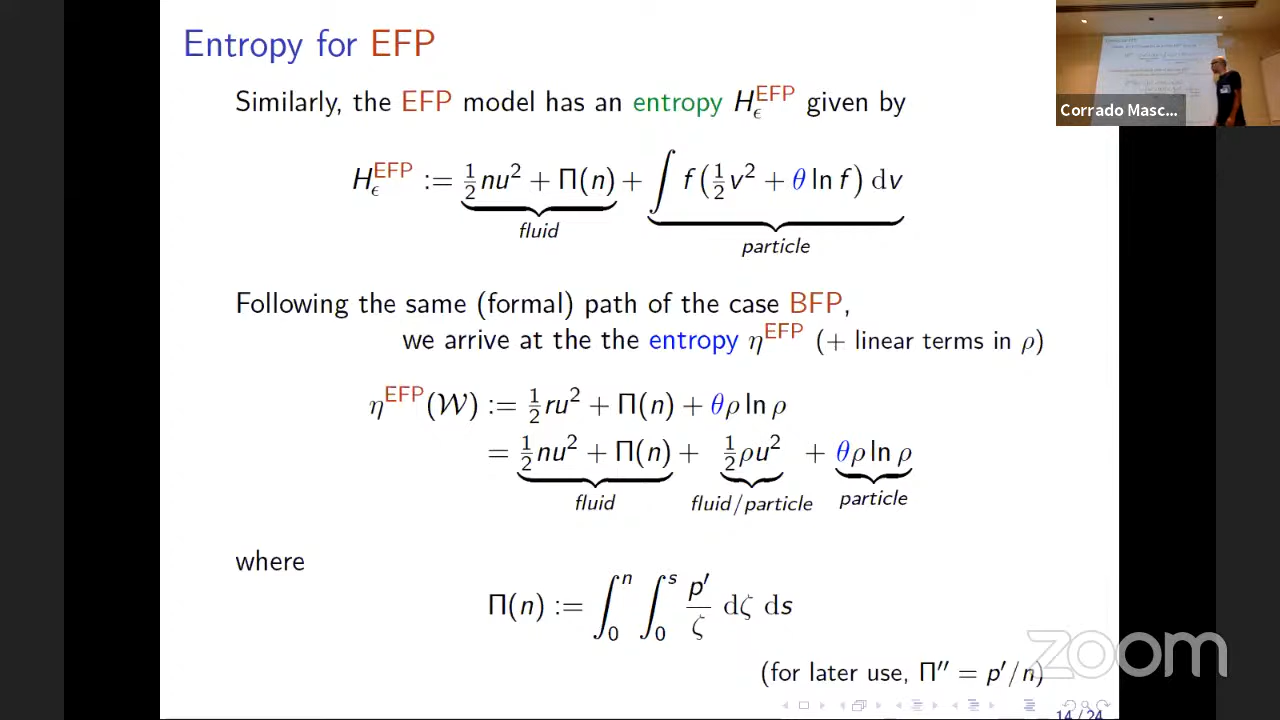 Entropy for EFP
Similarly, the EFP model has an entropy H_ϵ^EFP given by
H_ϵ^EFP := ½nu² + Π(n) + ∫ f(½v² + θ ln f) dv
fluid
particle
Following the same (formal) path of the case BFP,
we arrive at the the entropy η^EFP (+ linear terms in ρ)
η^EFP(𝒲) := ½ru² + Π(n) + θρ ln ρ
= ½nu² + Π(n) + ½ρu² + θρ ln ρ
fluid fluid/particle particle
where
Π(n) := ∫₀ⁿ ∫₀ˢ p′/ζ dζ ds
(for later use, Π″ = p′/n)
14 / 24
Corrado Masc...
zoom